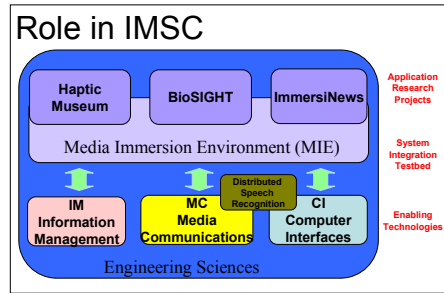 Role in IMSC
Haptic
Museum
BioSIGHT
ImmersiNews
Application
Research
Projects
Media Immersion Environment (MIE)
System
Integration
Testbed
Distributed
Speech
Recognition
IM
Information
Management
MC
Media
Communications
CI
Computer
Interfaces
Enabling
Technologies
Engineering Sciences